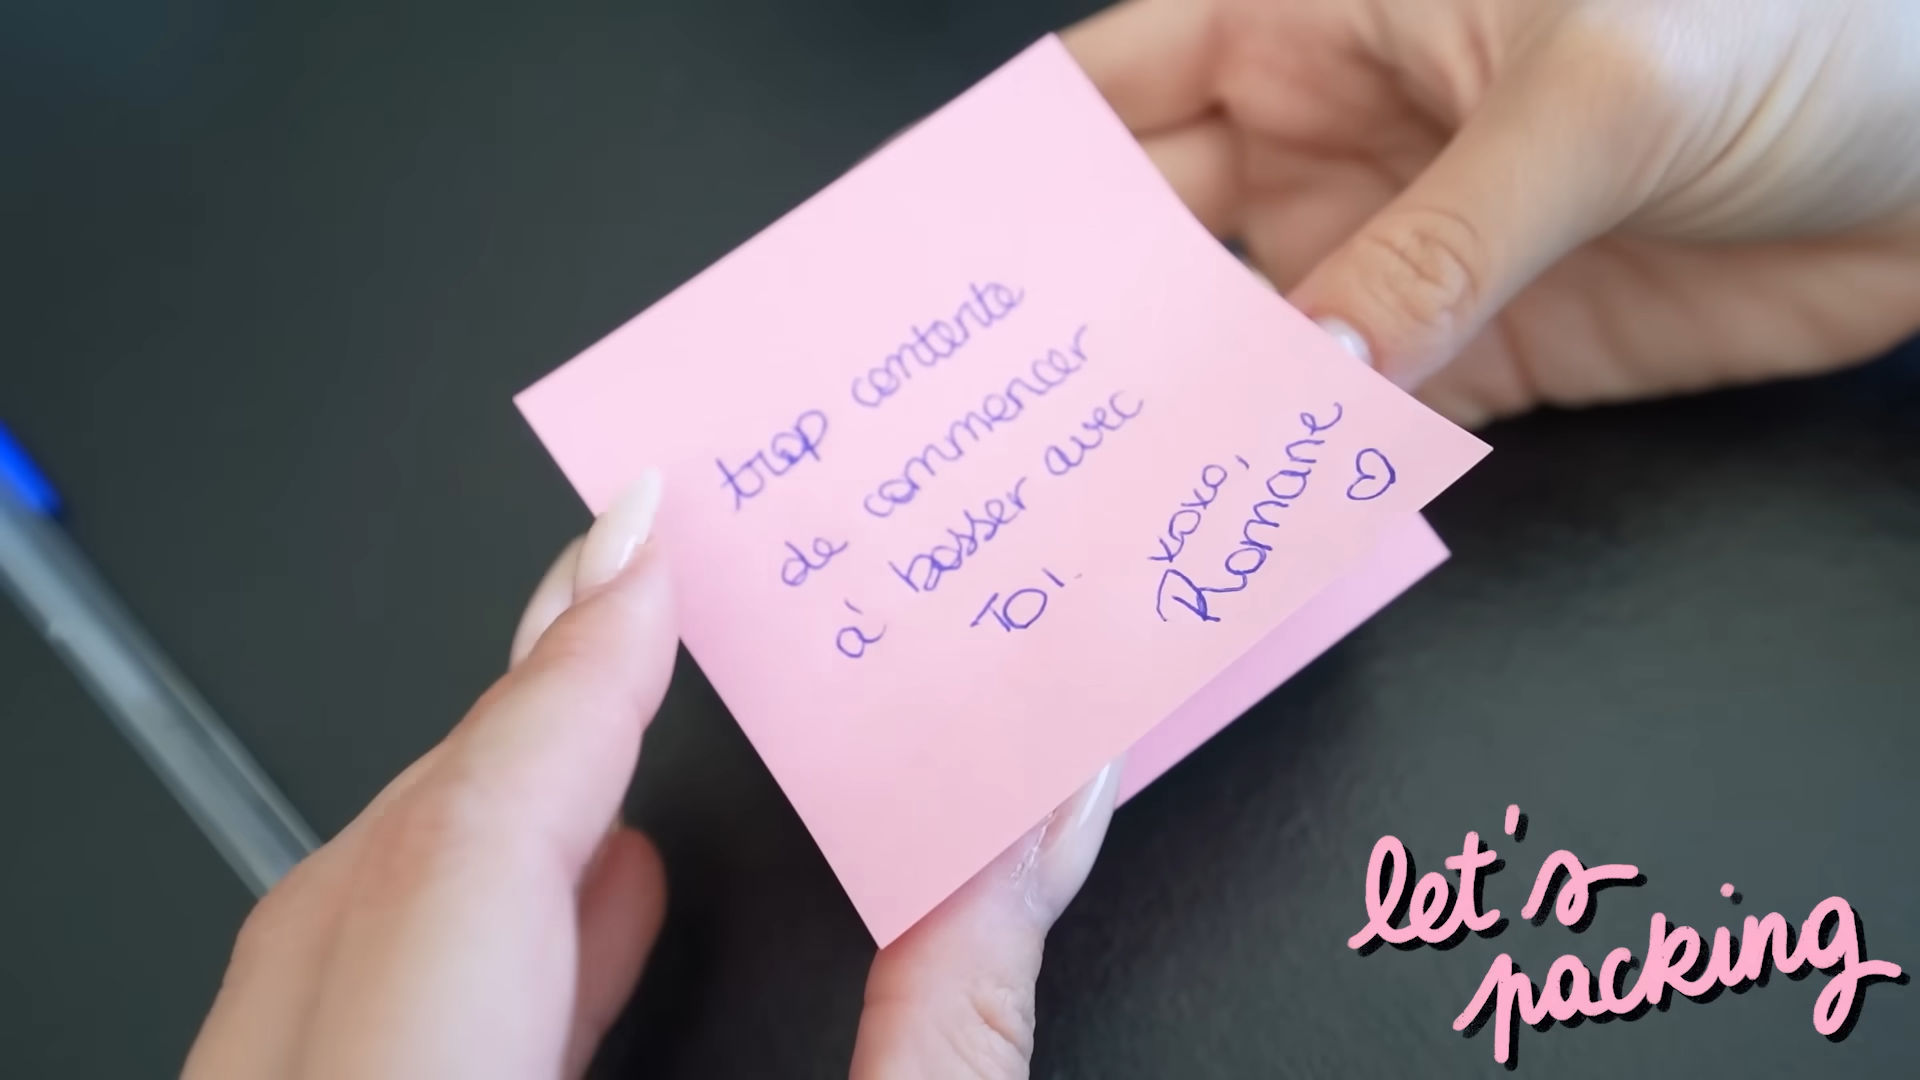 trop contente
de commencer
à bosser avec
TOI.
xoxo,
Romane
♡
let's
packing